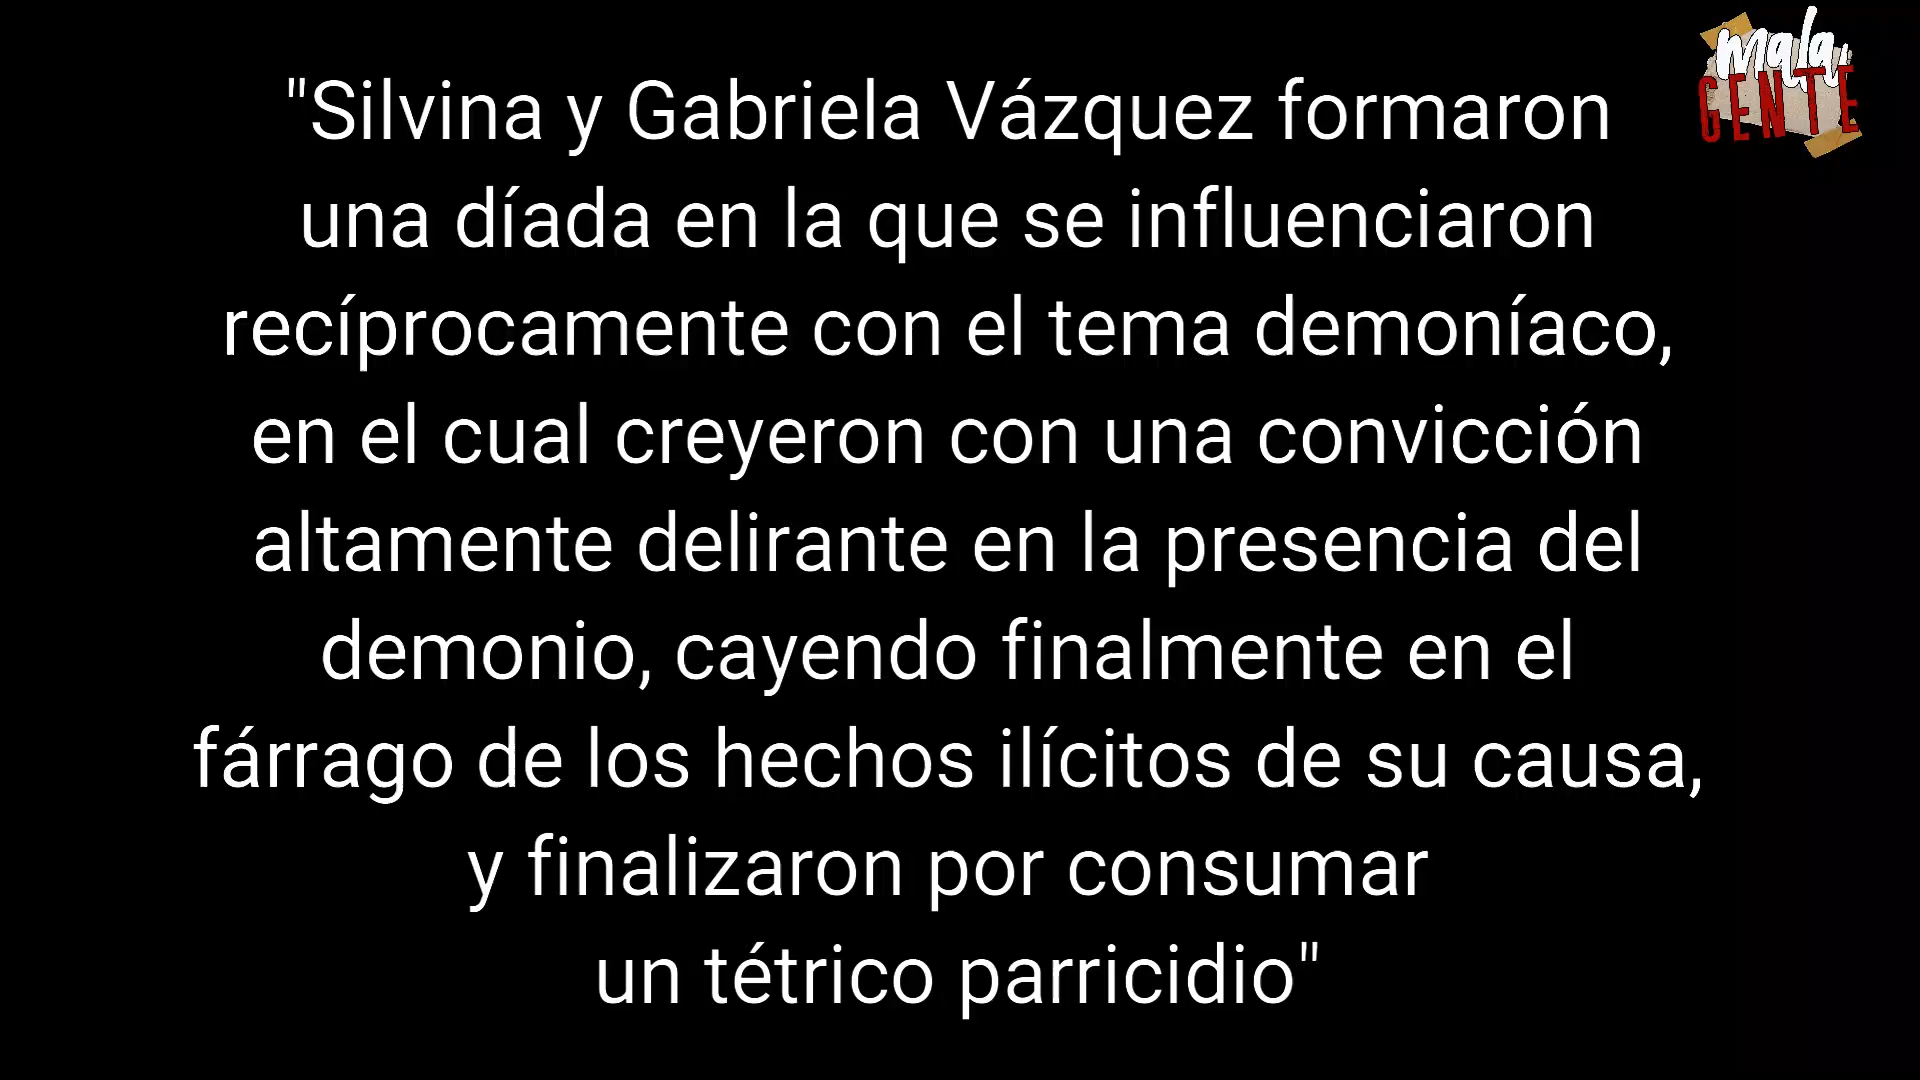 mala
GENTE
"Silvina y Gabriela Vázquez formaron
una díada en la que se influenciaron
recíprocamente con el tema demoníaco,
en el cual creyeron con una convicción
altamente delirante en la presencia del
demonio, cayendo finalmente en el
fárrago de los hechos ilícitos de su causa,
y finalizaron por consumar
un tétrico parricidio"